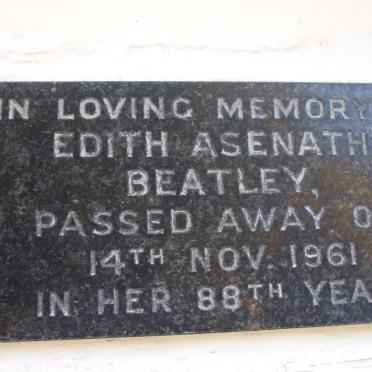 IN LOVING MEMORY
EDITH ASENATH
BEATLEY,
PASSED AWAY O
14TH NOV. 1961
IN HER 88TH YEA